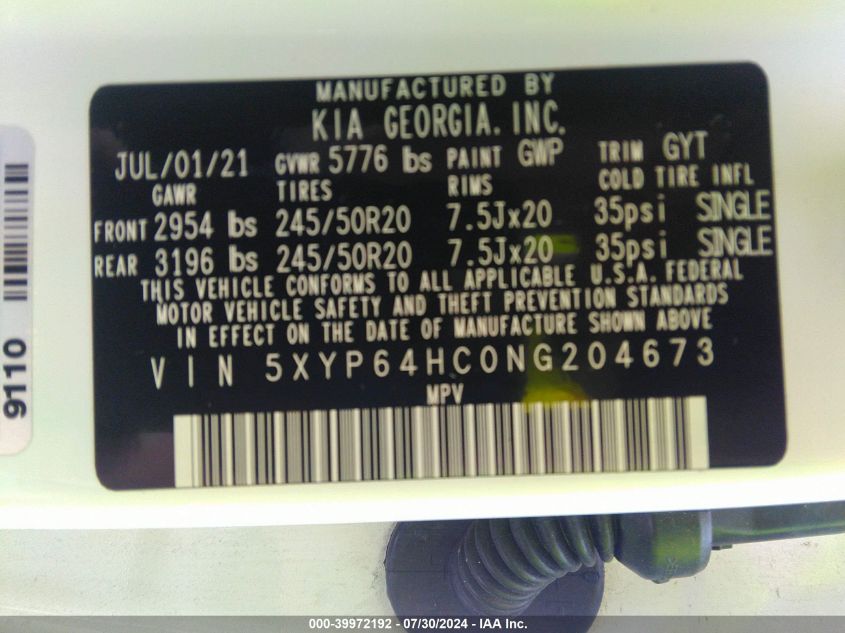 MANUFACTURED BY
KIA GEORGIA. INC.
JUL/01/21 GVWR 5776 lbs PAINT GWP TRIM GYT
GAWR TIRES RIMS COLD TIRE INFL
FRONT 2954 lbs 245/50R20 7.5Jx20 35psi SINGLE
REAR 3196 lbs 245/50R20 7.5Jx20 35psi SINGLE
THIS VEHICLE CONFORMS TO ALL APPLICABLE U.S.A. FEDERAL
MOTOR VEHICLE SAFETY AND THEFT PREVENTION STANDARDS
IN EFFECT ON THE DATE OF MANUFACTURE SHOWN ABOVE
VIN 5XYP64HC0NG204673
MPV
9110
000-39972192 - 07/30/2024 - IAA Inc.